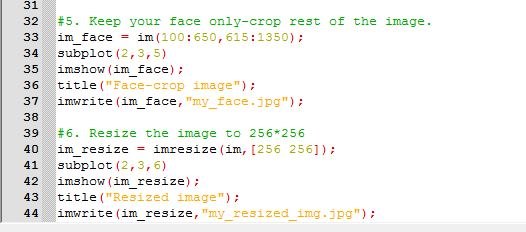 31
32 #5. Keep your face only-crop rest of the image.
33 im_face = im(100:650,615:1350);
34 subplot(2,3,5)
35 imshow(im_face);
36 title("Face-crop image");
37 imwrite(im_face,"my_face.jpg");
38
39 #6. Resize the image to 256*256
40 im_resize = imresize(im,[256 256]);
41 subplot(2,3,6)
42 imshow(im_resize);
43 title("Resized image");
44 imwrite(im_resize,"my_resized_img.jpg");